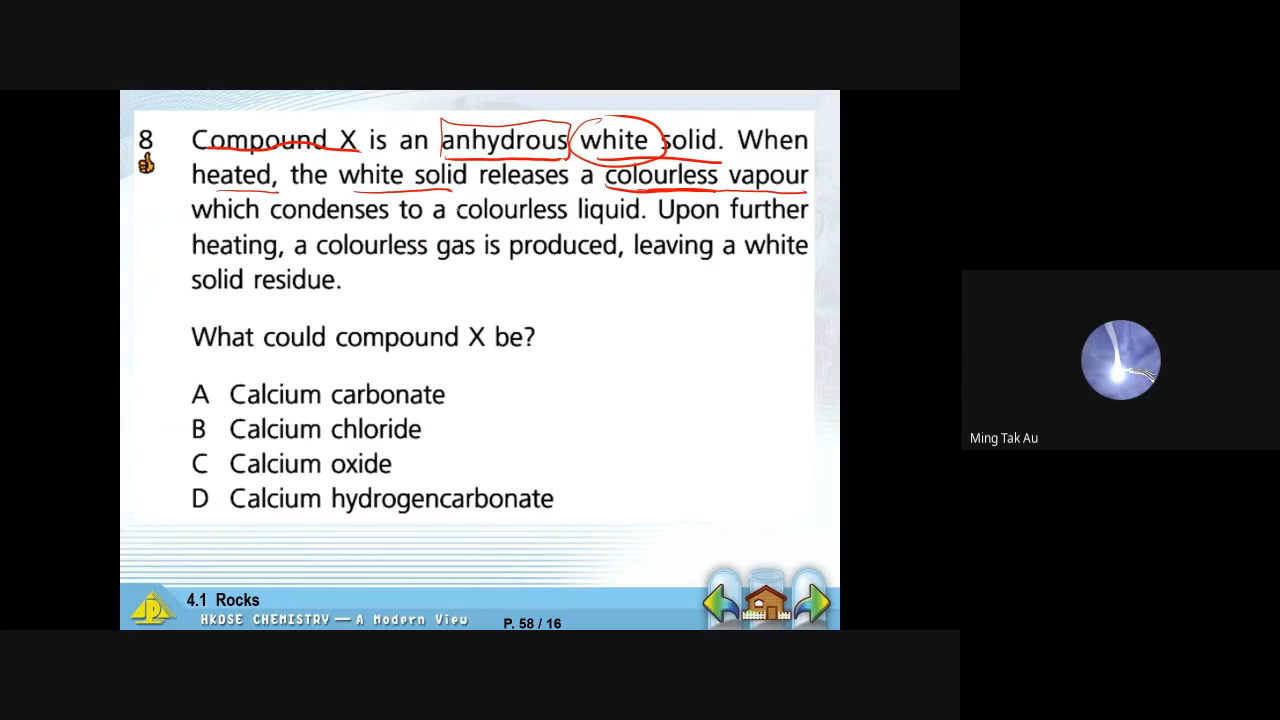 8 Compound X is an anhydrous white solid. When
heated, the white solid releases a colourless vapour
which condenses to a colourless liquid. Upon further
heating, a colourless gas is produced, leaving a white
solid residue.
What could compound X be?
A Calcium carbonate
B Calcium chloride
C Calcium oxide
D Calcium hydrogencarbonate
4.1 Rocks
HKDSE CHEMISTRY — A Modern View
P. 58 / 16
Ming Tak Au